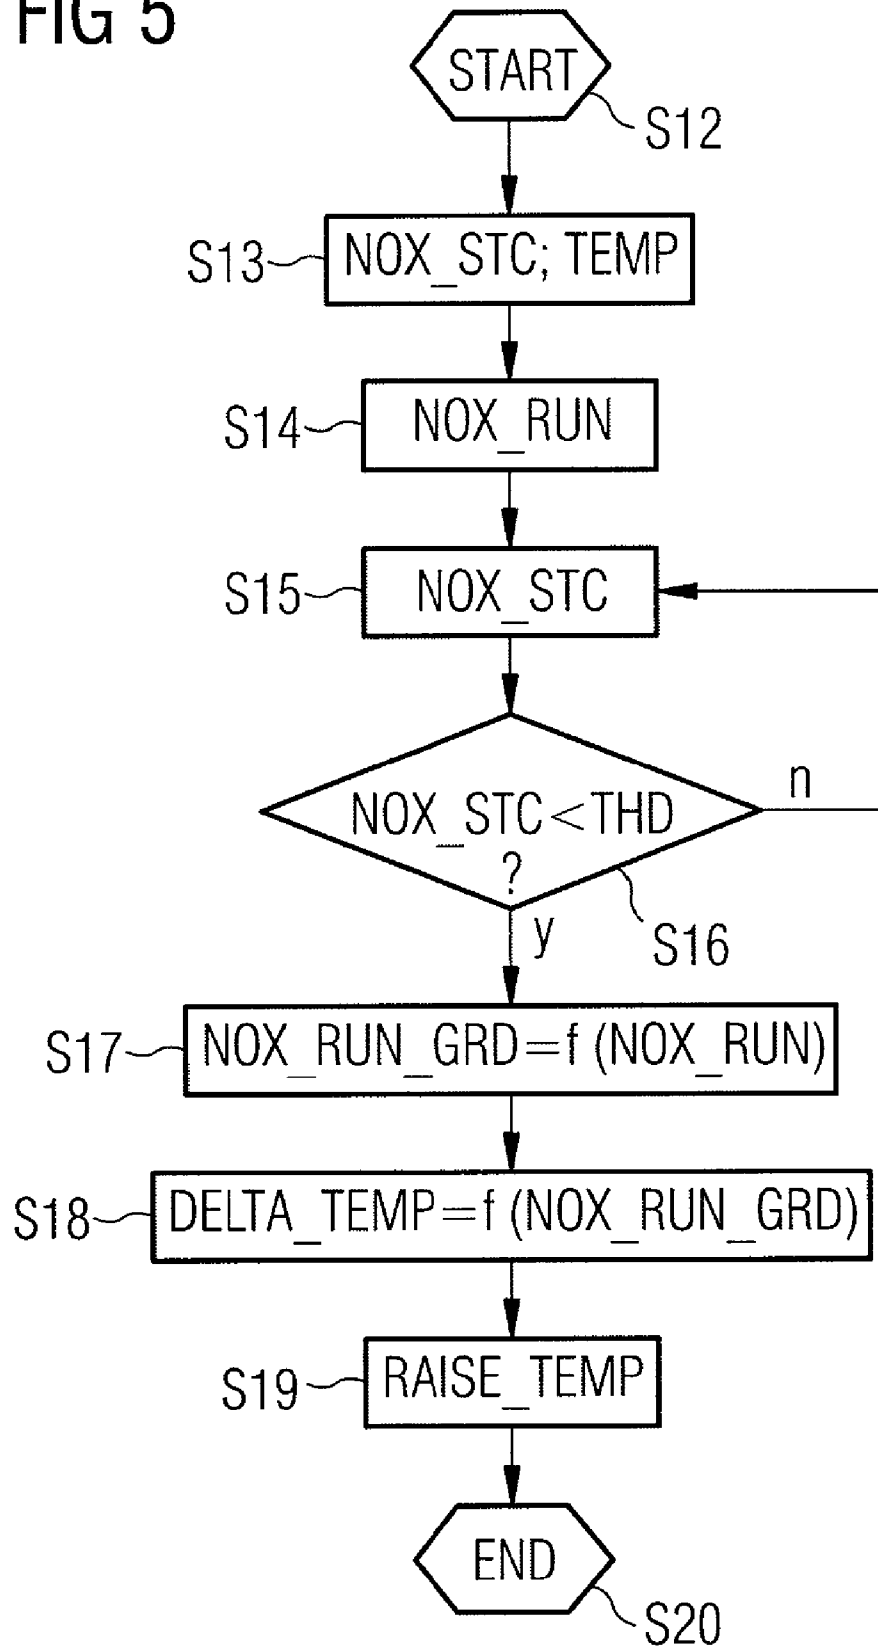 FIG 5
START
S12
S13
NOX_STC; TEMP
S14
NOX_RUN
S15
NOX_STC
n
NOX_STC<THD
?
y
S16
S17
NOX_RUN_GRD=f (NOX_RUN)
S18
DELTA_TEMP=f (NOX_RUN_GRD)
S19
RAISE_TEMP
END
S20